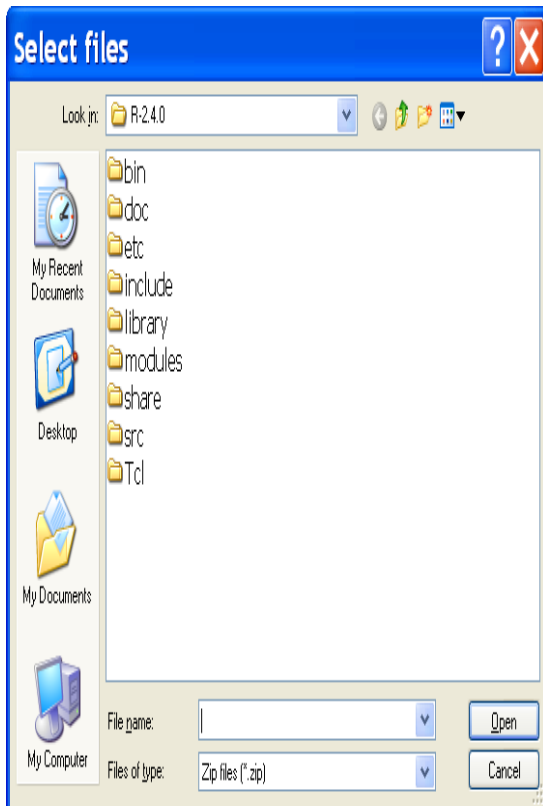 Select files
Look in: R-2.4.0
bin
doc
etc
include
library
modules
share
src
Tcl
My Recent
Documents
Desktop
My Documents
My Computer
File name:
Open
Files of type: Zip files (*.zip)
Cancel